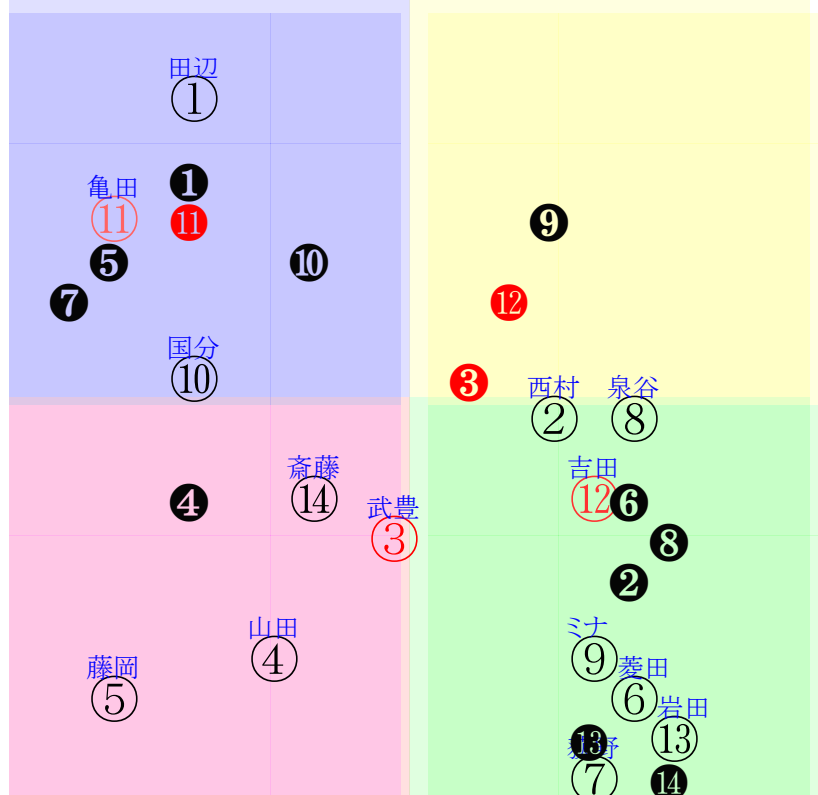 田辺
①
❶
亀田
⑪
⓫
❾
❺
❿
❼
⓬
国分
⑩
❸
西村
②
泉谷
⑧
斎藤
⑭
❹
武豊
③
吉田
⑫
❻
❽
❷
ミナ
⑨
山田
④
藤岡
⑤
菱田
⑥
岩田
⑬
⓭
野
⑦
⓮